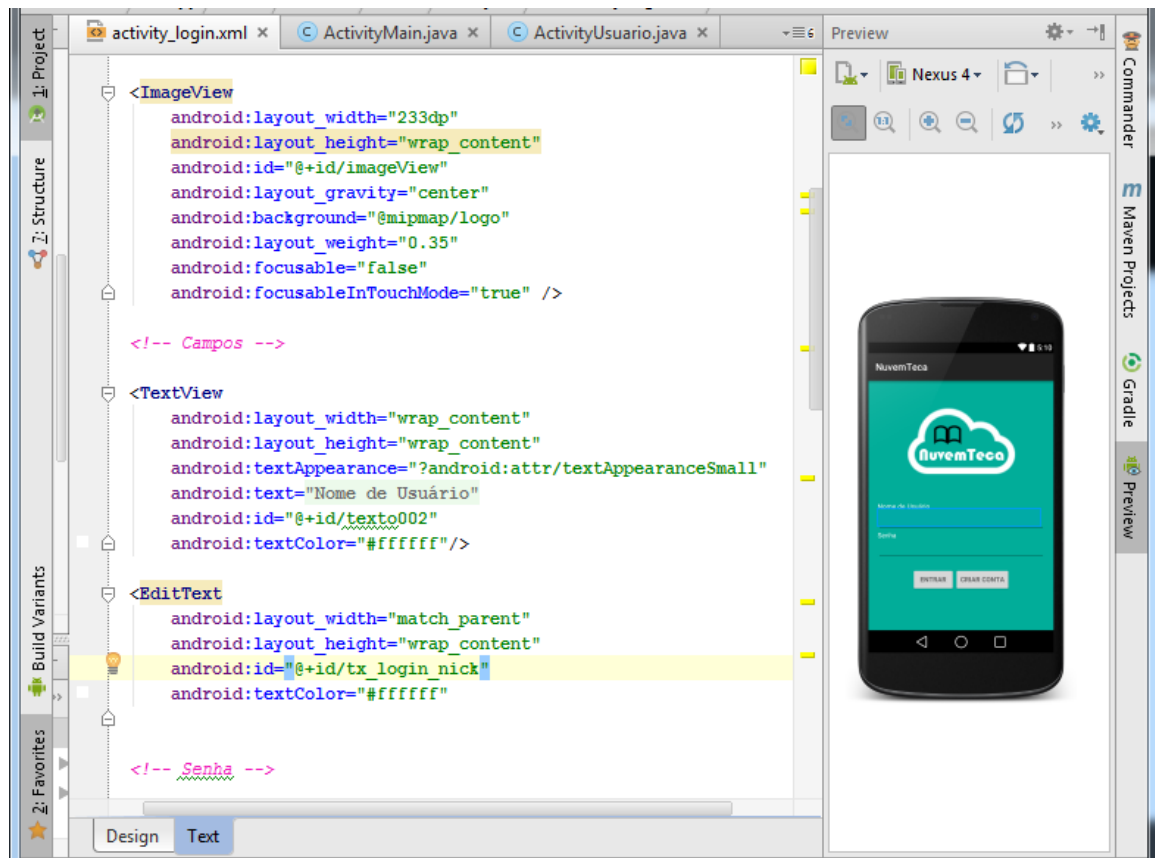 1: Project
7: Structure
Build Variants
2: Favorites
activity_login.xml ×
ActivityMain.java ×
ActivityUsuario.java ×
6
<ImageView
android:layout_width="233dp"
android:layout_height="wrap_content"
android:id="@+id/imageView"
android:layout_gravity="center"
android:background="@mipmap/logo"
android:layout_weight="0.35"
android:focusable="false"
android:focusableInTouchMode="true" />
<!-- Campos -->
<TextView
android:layout_width="wrap_content"
android:layout_height="wrap_content"
android:textAppearance="?android:attr/textAppearanceSmall"
android:text="Nome de Usuário"
android:id="@+id/texto002"
android:textColor="#ffffff"/>
<EditText
android:layout_width="match_parent"
android:layout_height="wrap_content"
android:id="@+id/tx_login_nick"
android:textColor="#ffffff"
<!-- Senha -->
Design
Text
Preview
Nexus 4
»
1:1
»
5:10
NuvemTeca
NuvemTeca
Nome de Usuário
Senha
ENTRAR
CRIAR CONTA
Commander
m Maven Projects
Gradle
Preview